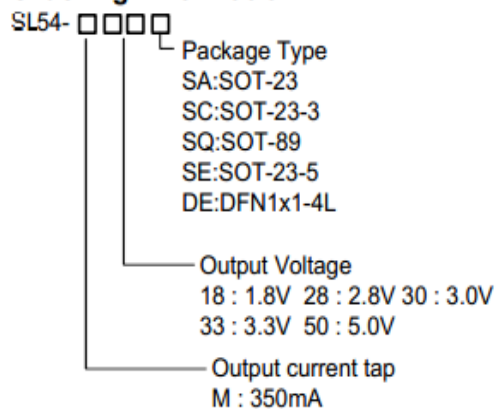 SL54-
Package Type
SA:SOT-23
SC:SOT-23-3
SQ:SOT-89
SE:SOT-23-5
DE:DFN1x1-4L
Output Voltage
18 : 1.8V 28 : 2.8V 30 : 3.0V
33 : 3.3V 50 : 5.0V
Output current tap
M : 350mA